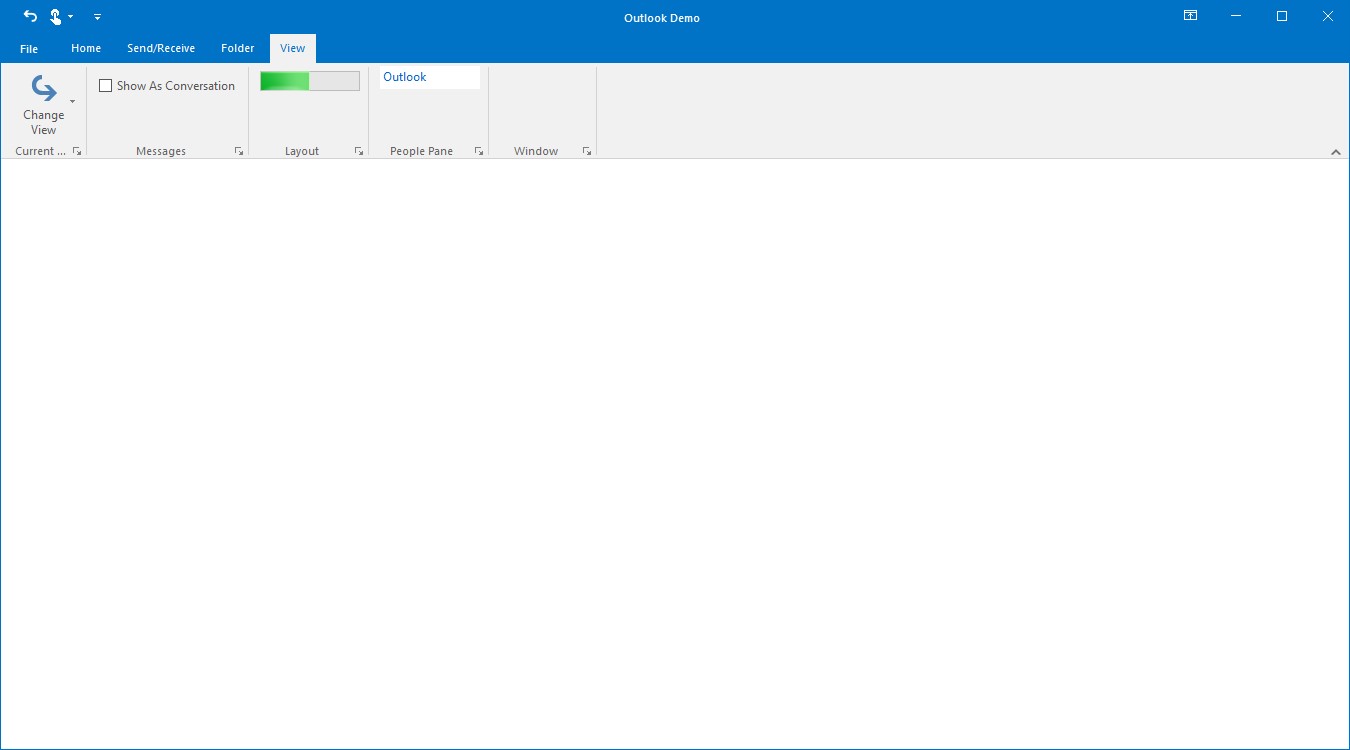 Outlook Demo
File Home Send/Receive Folder View
Change View
Show As Conversation
Outlook
Current ... Messages Layout People Pane Window